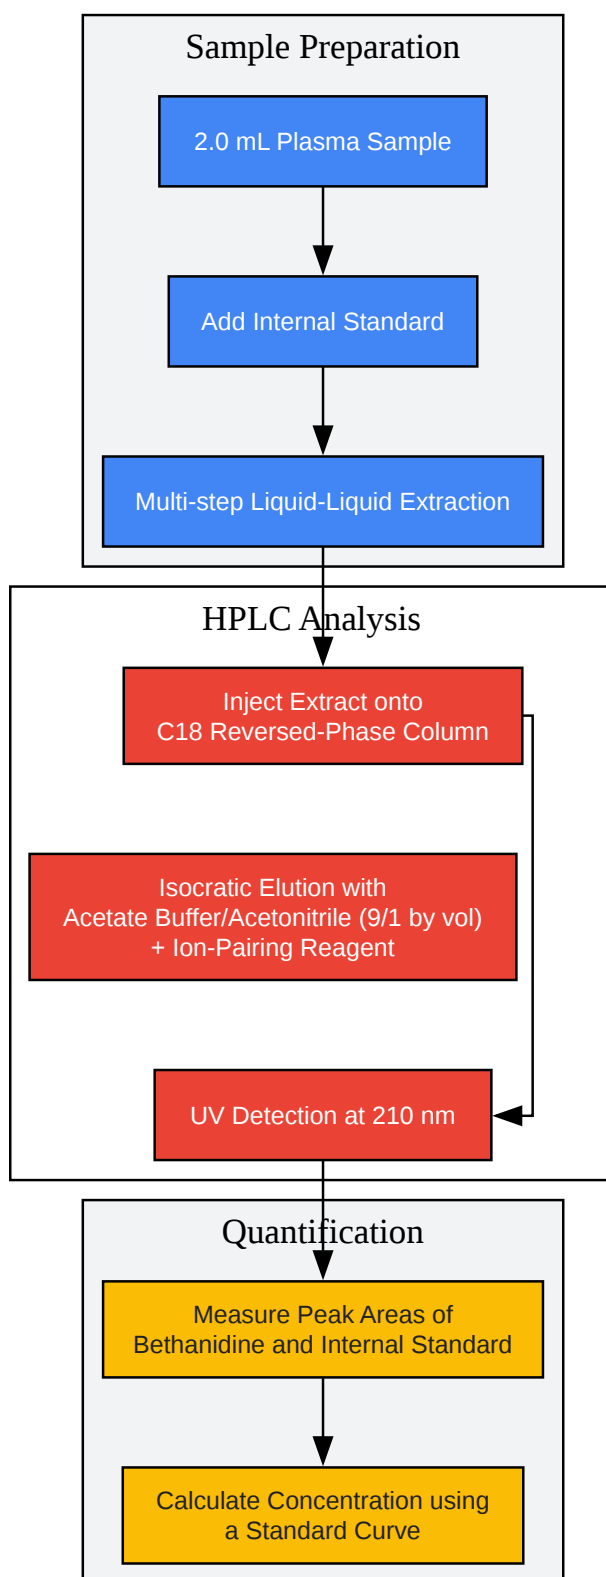 Sample Preparation
2.0 mL Plasma Sample
Add Internal Standard
Multi-step Liquid-Liquid Extraction
HPLC Analysis
Inject Extract onto
C18 Reversed-Phase Column
Isocratic Elution with
Acetate Buffer/Acetonitrile (9/1 by vol)
+ Ion-Pairing Reagent
UV Detection at 210 nm
Quantification
Measure Peak Areas of
Bethanidine and Internal Standard
Calculate Concentration using
a Standard Curve